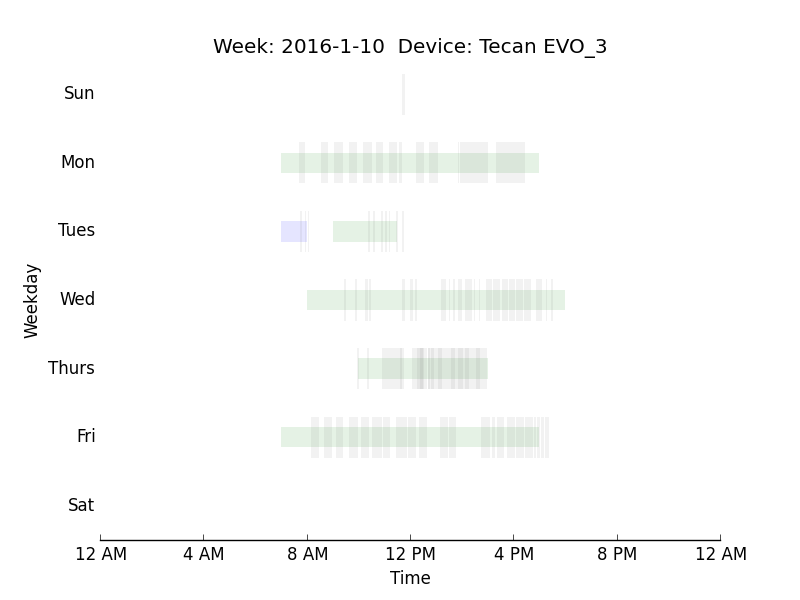 Week: 2016-1-10  Device: Tecan EVO_3
Sun
Mon
Tues
Wed
Thurs
Fri
Sat
Weekday
12 AM 4 AM 8 AM 12 PM 4 PM 8 PM 12 AM
Time